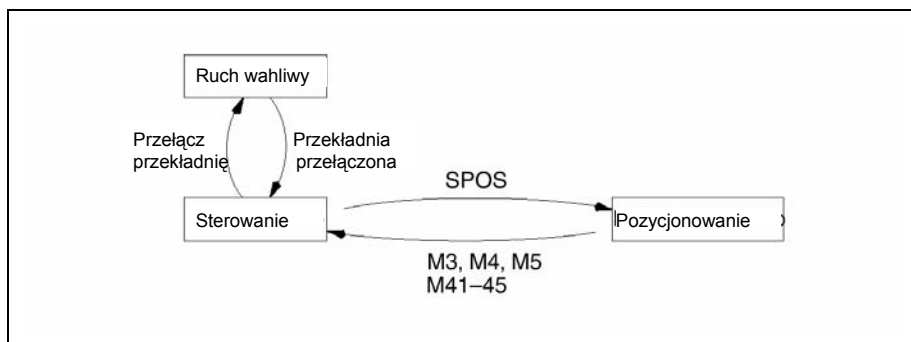 Ruch wahliwy
Przełącz
przekładnię
Przekładnia
przełączona
SPOS
Sterowanie
Pozycjonowanie
M3, M4, M5
M41–45